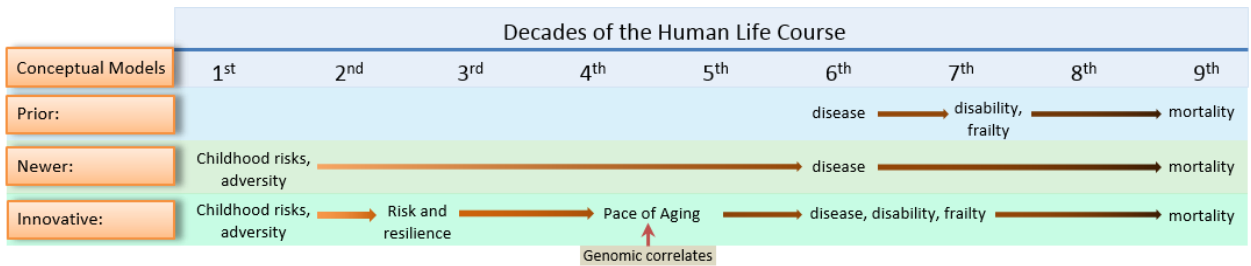 Decades of the Human Life Course
Conceptual Models 1st 2nd 3rd 4th 5th 6th 7th 8th 9th
Prior: disease disability, frailty mortality
Newer: Childhood risks, adversity disease mortality
Innovative: Childhood risks, adversity Risk and resilience Pace of Aging disease, disability, frailty mortality
Genomic correlates